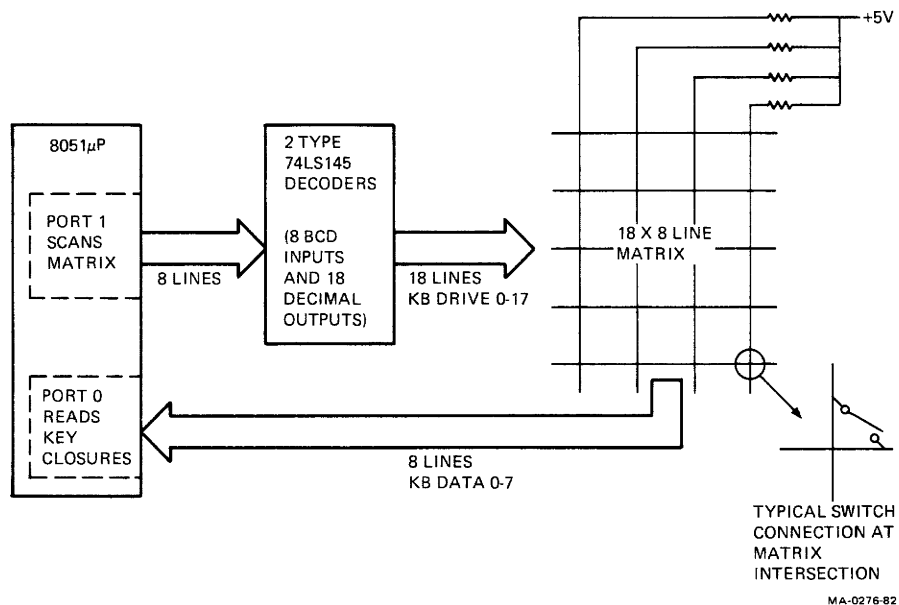 +5V
8051µP
PORT 1
SCANS
MATRIX
8 LINES
2 TYPE
74LS145
DECODERS
(8 BCD
INPUTS
AND 18
DECIMAL
OUTPUTS)
18 LINES
KB DRIVE 0-17
18 X 8 LINE
MATRIX
PORT 0
READS
KEY
CLOSURES
8 LINES
KB DATA 0-7
TYPICAL SWITCH
CONNECTION AT
MATRIX
INTERSECTION
MA-0276-82